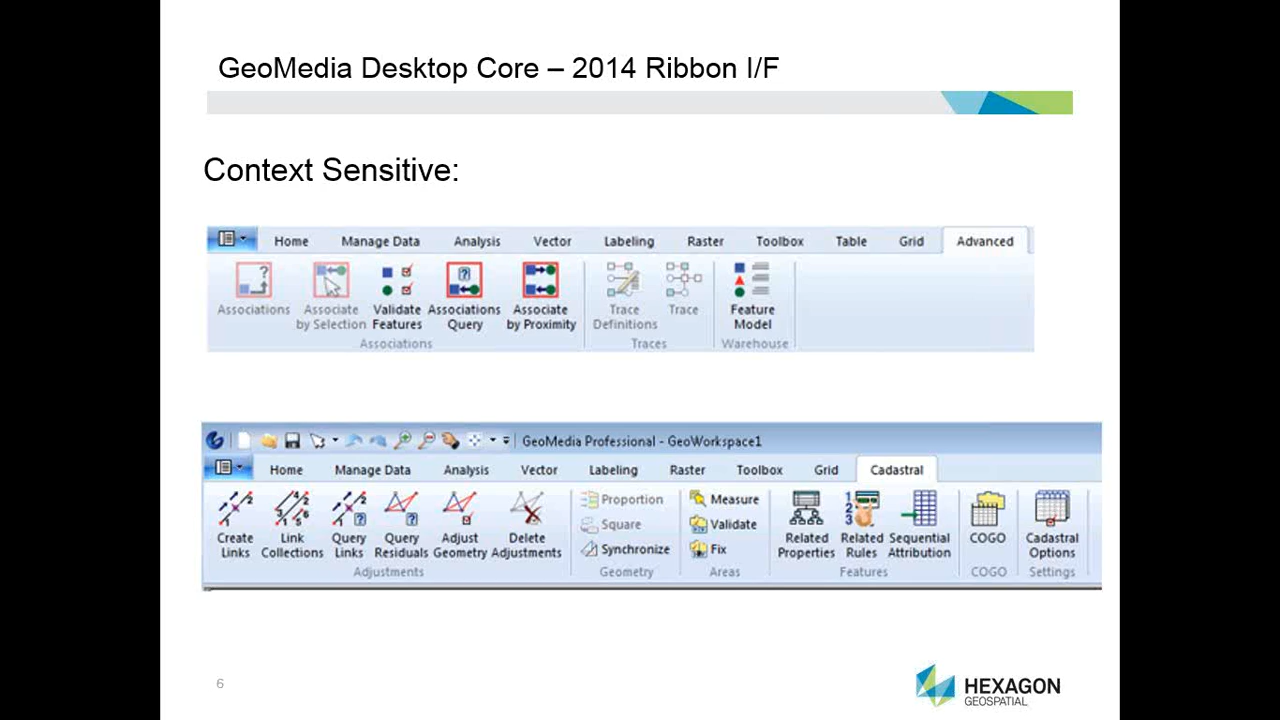 GeoMedia Desktop Core – 2014 Ribbon I/F
Context Sensitive:
Home Manage Data Analysis Vector Labeling Raster Toolbox Table Grid Advanced
Associations Associate by Selection Validate Features Associations Query Associate by Proximity Trace Definitions Trace Feature Model
Associations Traces Warehouse
GeoMedia Professional - GeoWorkspace1
Home Manage Data Analysis Vector Labeling Raster Toolbox Grid Cadastral
Create Links Link Collections Query Links Query Residuals Adjust Geometry Delete Adjustments
Proportion
Square
Synchronize
Measure
Validate
Fix
Related Properties Related Rules Sequential Attribution COGO Cadastral Options
Adjustments Geometry Areas Features COGO Settings
6
HEXAGON
GEOSPATIAL